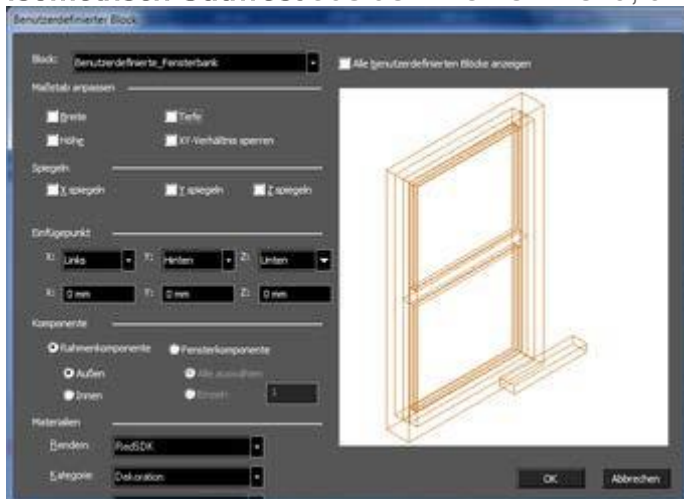 Benutzerdefinierter Block
Block: Benutzerdefinierte_Fensterbank
Alle benutzerdefinierten Blöcke anzeigen
Maßstab anpassen
Breite Tiefe
Höhe XY-Verhältnis sperren
Spiegeln
X spiegeln Y spiegeln Z spiegeln
Einfügepunkt
X: Links Y: Hinten Z: Unten
X: 0 mm Y: 0 mm Z: 0 mm
Komponente
Rahmenkomponente Fensterkomponente
Außen Alle auswählen
Innen Einzeln 1
Materialien
Rendern: RedSDK
Kategorie: Dekoration
OK Abbrechen